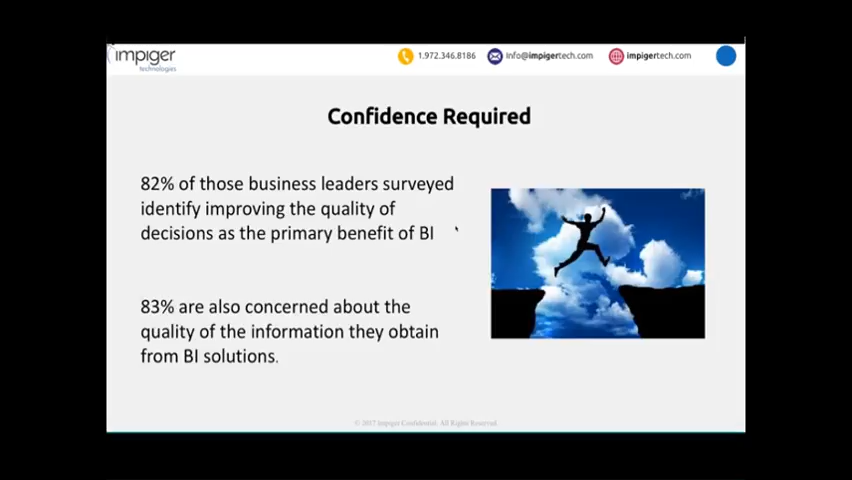 impiger
technologies
1.972.346.8186
Info@impigertech.com
impigertech.com
Confidence Required
82% of those business leaders surveyed
identify improving the quality of
decisions as the primary benefit of BI
83% are also concerned about the
quality of the information they obtain
from BI solutions.
© 2017 Impiger Confidential. All Rights Reserved.